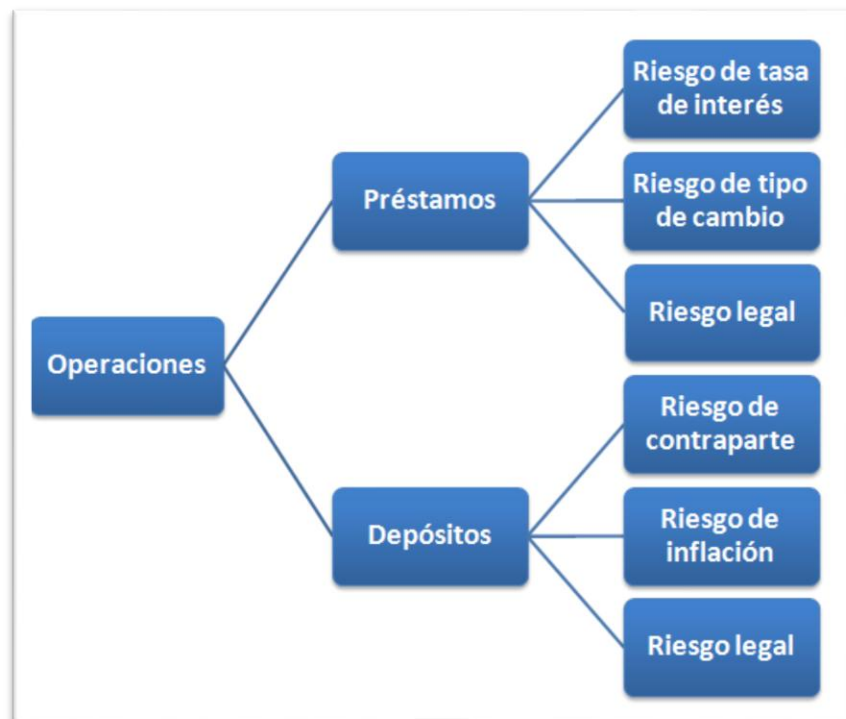 Operaciones
Préstamos
Riesgo de tasa
de interés
Riesgo de tipo
de cambio
Riesgo legal
Depósitos
Riesgo de
contraparte
Riesgo de
inflación
Riesgo legal